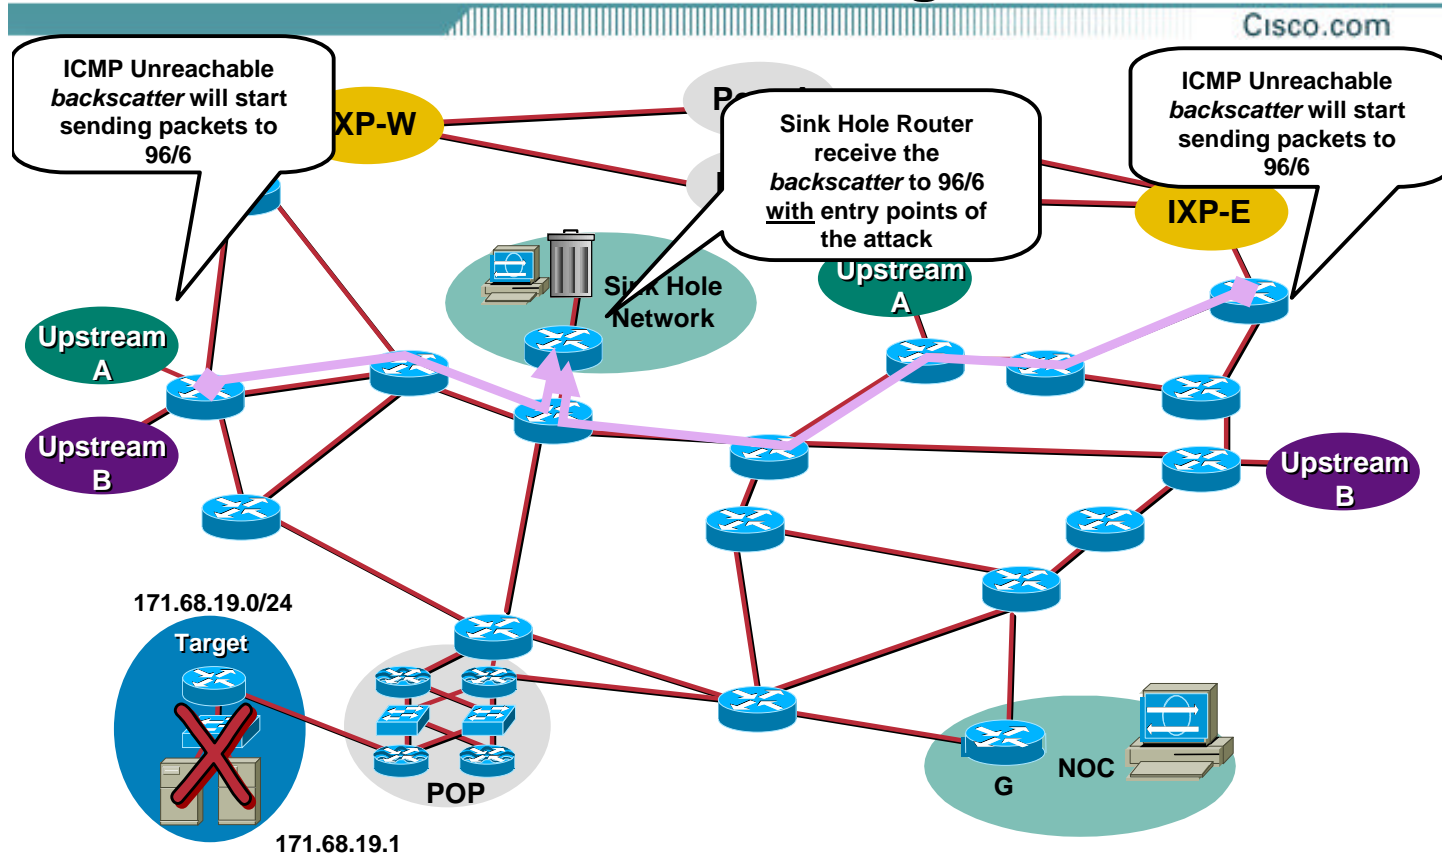 Cisco.com
ICMP Unreachable
backscatter will start
sending packets to
96/6
XP-W
Sink Hole Router
receive the
backscatter to 96/6
with entry points of
the attack
ICMP Unreachable
backscatter will start
sending packets to
96/6
IXP-E
Sink Hole
Network
Upstream
A
Upstream
A
Upstream
B
Upstream
B
171.68.19.0/24
Target
POP
G
NOC
171.68.19.1